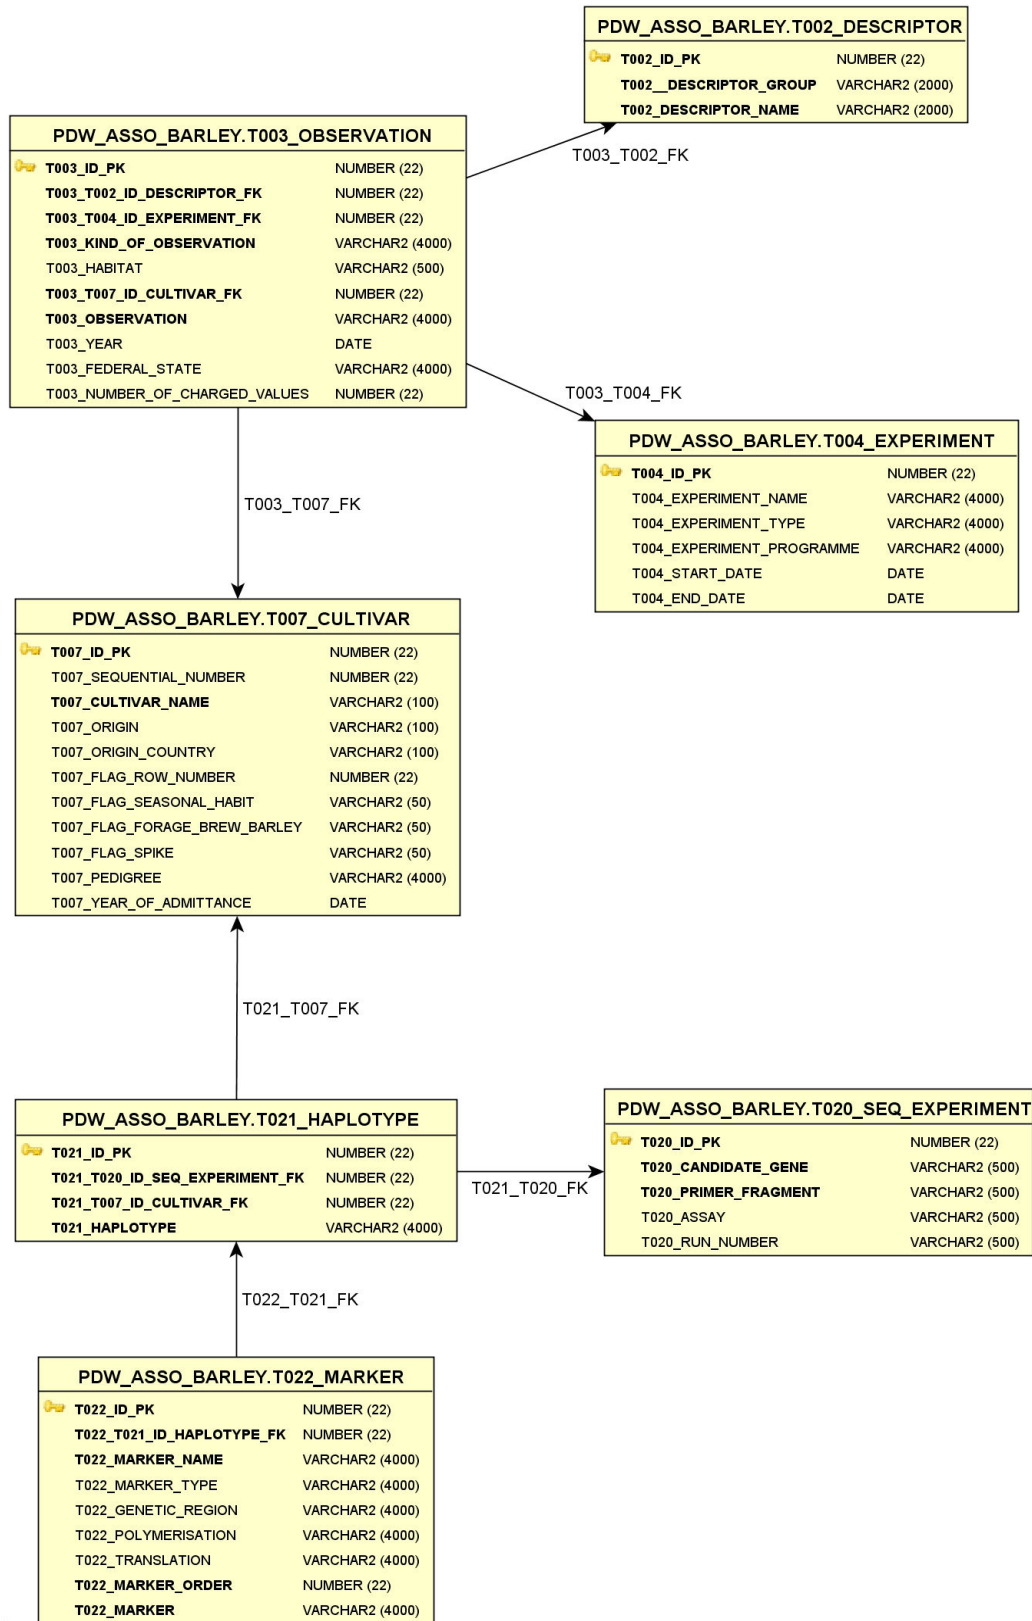 PDW_ASSO_BARLEY.T002_DESCRIPTOR
T002_ID_PK NUMBER (22)
T002__DESCRIPTOR_GROUP VARCHAR2 (2000)
T002_DESCRIPTOR_NAME VARCHAR2 (2000)
T003_T002_FK
PDW_ASSO_BARLEY.T003_OBSERVATION
T003_ID_PK NUMBER (22)
T003_T002_ID_DESCRIPTOR_FK NUMBER (22)
T003_T004_ID_EXPERIMENT_FK NUMBER (22)
T003_KIND_OF_OBSERVATION VARCHAR2 (4000)
T003_HABITAT VARCHAR2 (500)
T003_T007_ID_CULTIVAR_FK NUMBER (22)
T003_OBSERVATION VARCHAR2 (4000)
T003_YEAR DATE
T003_FEDERAL_STATE VARCHAR2 (4000)
T003_NUMBER_OF_CHARGED_VALUES NUMBER (22)
T003_T004_FK
PDW_ASSO_BARLEY.T004_EXPERIMENT
T004_ID_PK NUMBER (22)
T004_EXPERIMENT_NAME VARCHAR2 (4000)
T004_EXPERIMENT_TYPE VARCHAR2 (4000)
T004_EXPERIMENT_PROGRAMME VARCHAR2 (4000)
T004_START_DATE DATE
T004_END_DATE DATE
T003_T007_FK
PDW_ASSO_BARLEY.T007_CULTIVAR
T007_ID_PK NUMBER (22)
T007_SEQUENTIAL_NUMBER NUMBER (22)
T007_CULTIVAR_NAME VARCHAR2 (100)
T007_ORIGIN VARCHAR2 (100)
T007_ORIGIN_COUNTRY VARCHAR2 (100)
T007_FLAG_ROW_NUMBER NUMBER (22)
T007_FLAG_SEASONAL_HABIT VARCHAR2 (50)
T007_FLAG_FORAGE_BREW_BARLEY VARCHAR2 (50)
T007_FLAG_SPIKE VARCHAR2 (50)
T007_PEDIGREE VARCHAR2 (4000)
T007_YEAR_OF_ADMITTANCE DATE
T021_T007_FK
PDW_ASSO_BARLEY.T021_HAPLOTYPE
T021_ID_PK NUMBER (22)
T021_T020_ID_SEQ_EXPERIMENT_FK NUMBER (22)
T021_T007_ID_CULTIVAR_FK NUMBER (22)
T021_HAPLOTYPE VARCHAR2 (4000)
T021_T020_FK
PDW_ASSO_BARLEY.T020_SEQ_EXPERIMENT
T020_ID_PK NUMBER (22)
T020_CANDIDATE_GENE VARCHAR2 (500)
T020_PRIMER_FRAGMENT VARCHAR2 (500)
T020_ASSAY VARCHAR2 (500)
T020_RUN_NUMBER VARCHAR2 (500)
T022_T021_FK
PDW_ASSO_BARLEY.T022_MARKER
T022_ID_PK NUMBER (22)
T022_T021_ID_HAPLOTYPE_FK NUMBER (22)
T022_MARKER_NAME VARCHAR2 (4000)
T022_MARKER_TYPE VARCHAR2 (4000)
T022_GENETIC_REGION VARCHAR2 (4000)
T022_POLYMERISATION VARCHAR2 (4000)
T022_TRANSLATION VARCHAR2 (4000)
T022_MARKER_ORDER NUMBER (22)
T022_MARKER VARCHAR2 (4000)